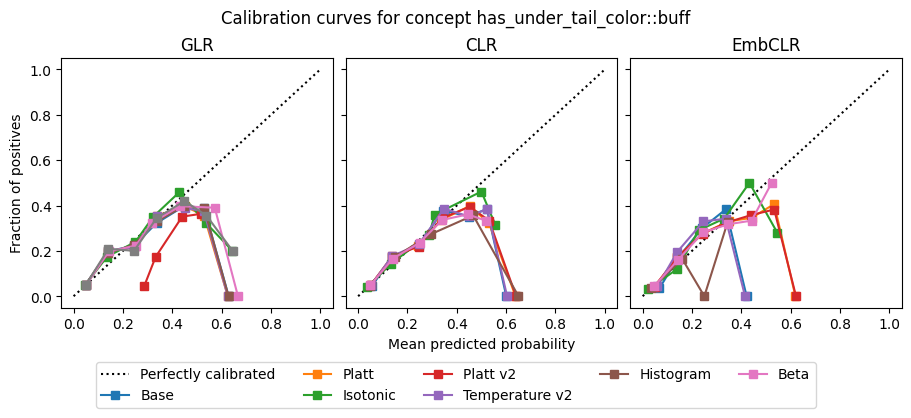 Calibration curves for concept has_under_tail_color::buff
GLR
CLR
EmbCLR
Fraction of positives
1.0
0.8
0.6
0.4
0.2
0.0
0.0 0.2 0.4 0.6 0.8 1.0
0.0 0.2 0.4 0.6 0.8 1.0
0.0 0.2 0.4 0.6 0.8 1.0
Mean predicted probability
Perfectly calibrated
Base
Platt
Isotonic
Platt v2
Temperature v2
Histogram
Beta